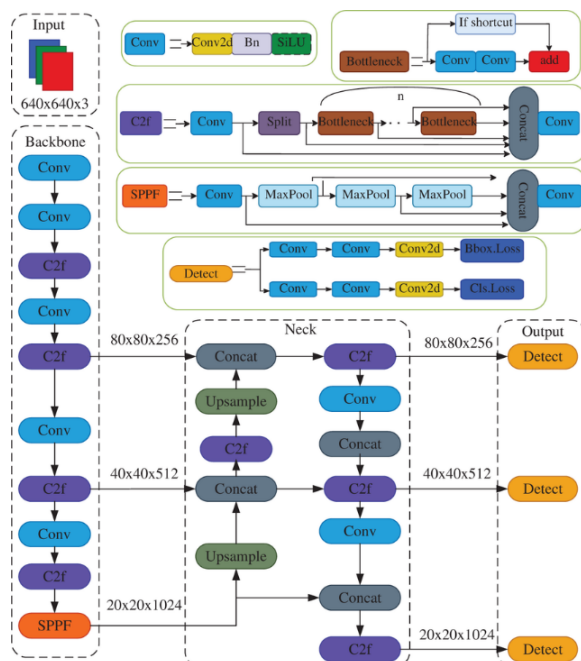 Input
640x640x3
Conv
Conv2d
Bn
SiLU
If shortcut
Bottleneck
Conv
Conv
add
C2f
Conv
Split
n
Bottleneck
. . .
Bottleneck
Concat
Conv
SPPF
Conv
MaxPool
MaxPool
MaxPool
Concat
Conv
Detect
Conv
Conv
Conv2d
Bbox.Loss
Conv
Conv
Conv2d
Cls.Loss
Backbone
Conv
Conv
C2f
Conv
C2f
Conv
C2f
Conv
C2f
SPPF
80x80x256
40x40x512
20x20x1024
Neck
Concat
Upsample
C2f
Concat
Upsample
C2f
Conv
Concat
C2f
Conv
Concat
C2f
80x80x256
40x40x512
20x20x1024
Output
Detect
Detect
Detect